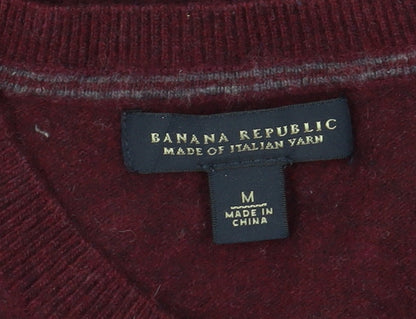 BANANA REPUBLIC
MADE OF ITALIAN YARN
M
MADE IN
CHINA